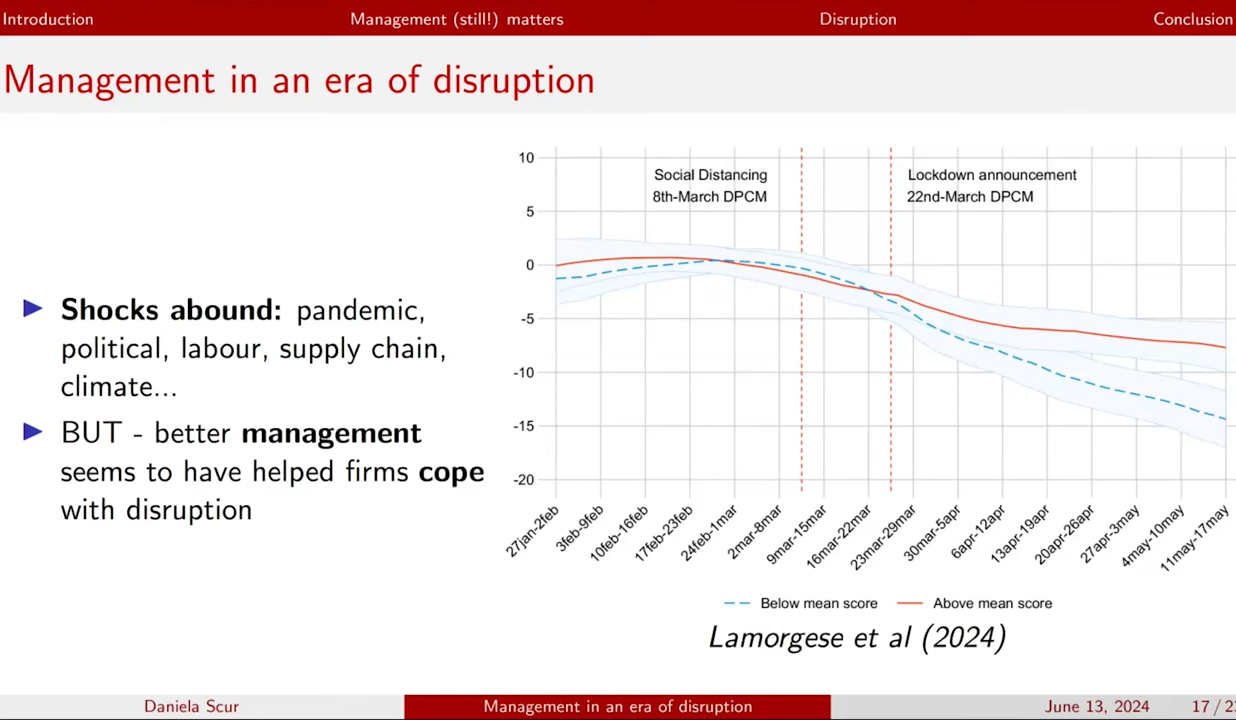 Introduction
Management (still!) matters
Disruption
Conclusion
Management in an era of disruption
Shocks abound: pandemic,
political, labour, supply chain,
climate...
BUT - better management
seems to have helped firms cope
with disruption
10
5
0
-5
-10
-15
-20
Social Distancing
8th-March DPCM
Lockdown announcement
22nd-March DPCM
27jan-2feb
3feb-9feb
10feb-16feb
17feb-23feb
24feb-1mar
2mar-8mar
9mar-15mar
16mar-22mar
23mar-29mar
30mar-5apr
6apr-12apr
13apr-19apr
20apr-26apr
27apr-3may
4may-10may
11may-17may
Below mean score
Above mean score
Lamorgese et al (2024)
Daniela Scur
Management in an era of disruption
June 13, 2024
17 /